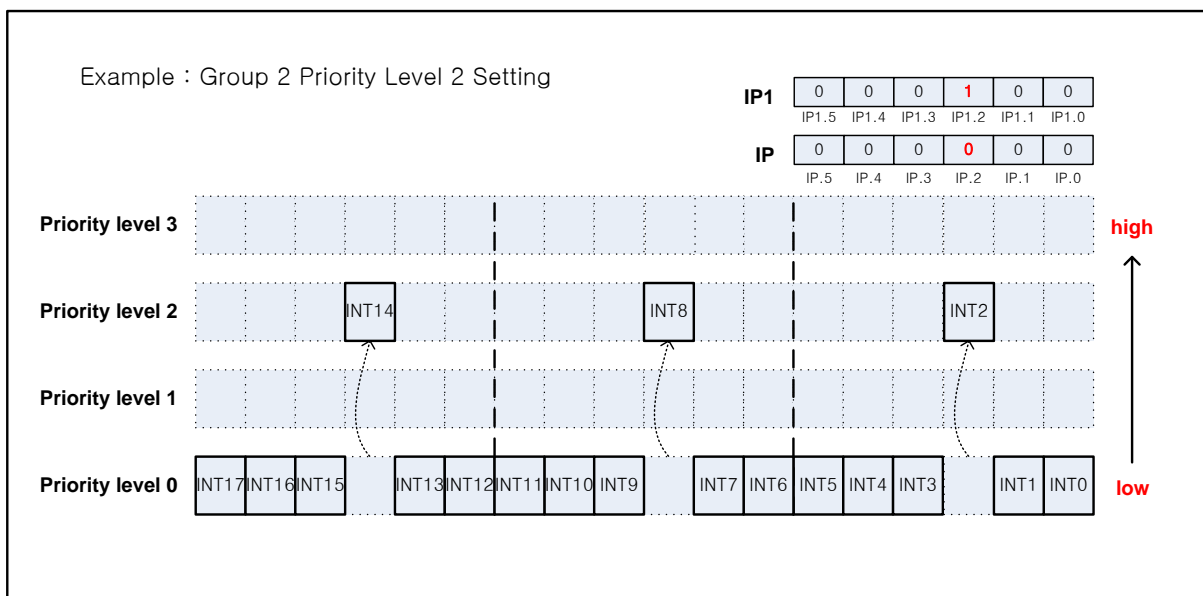 Example : Group 2 Priority Level 2 Setting
IP1 0 0 0 1 0 0
IP1.5 IP1.4 IP1.3 IP1.2 IP1.1 IP1.0
IP 0 0 0 0 0 0
IP.5 IP.4 IP.3 IP.2 IP.1 IP.0
Priority level 3 high
Priority level 2 INT14 INT8 INT2
Priority level 1
Priority level 0 INT17 INT16 INT15 INT13 INT12 INT11 INT10 INT9 INT7 INT6 INT5 INT4 INT3 INT1 INT0 low